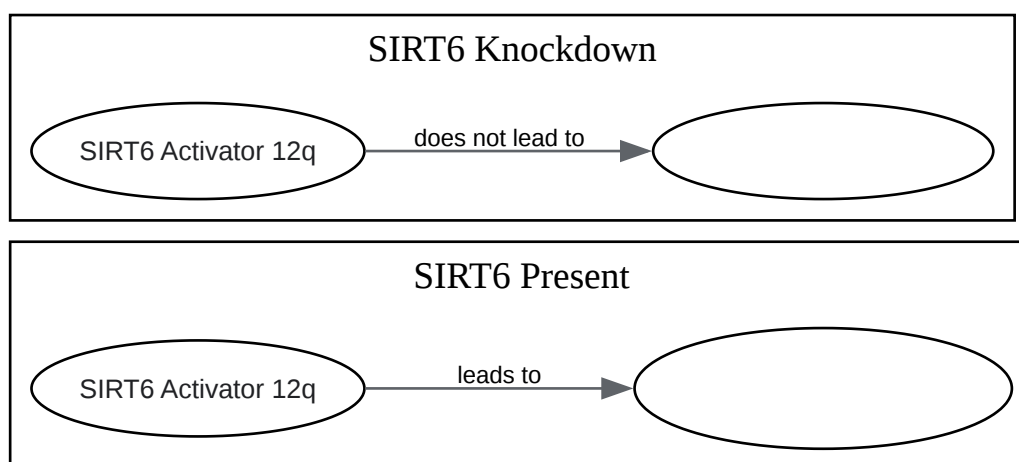 SIRT6 Knockdown
SIRT6 Activator 12q
does not lead to
SIRT6 Present
SIRT6 Activator 12q
leads to